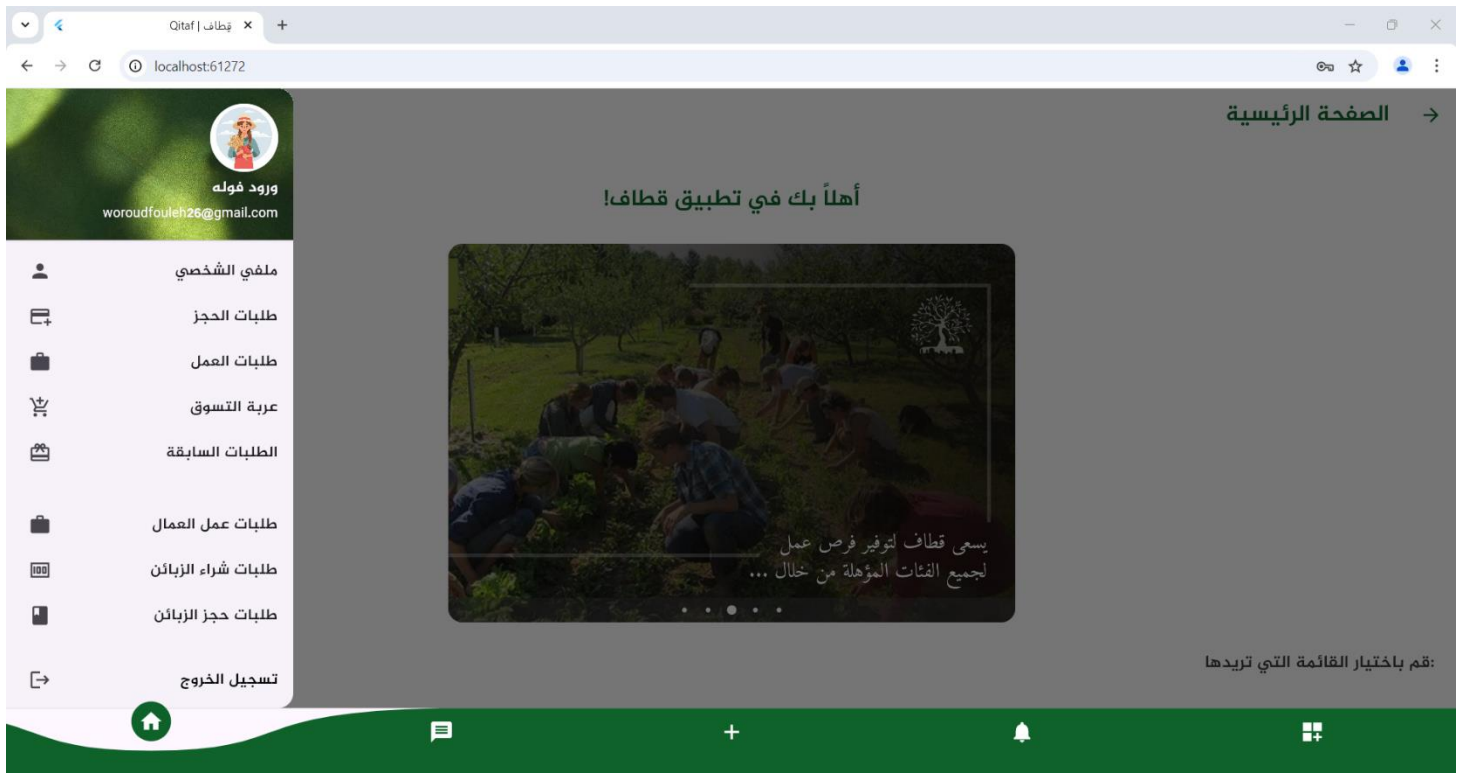 قِطاف | Qitaf
localhost:61272
الصفحة الرئيسية
ورود فوله
woroudfouleh26@gmail.com
أهلاً بك في تطبيق قطاف!
ملفي الشخصي
طلبات الحجز
طلبات العمل
عربة التسوق
الطلبات السابقة
طلبات عمل العمال
طلبات شراء الزبائن
طلبات حجز الزبائن
تسجيل الخروج
يسعى قطاف لتوفير فرص عمل
لجميع الفئات المؤهلة من خلال ...
قم باختيار القائمة التي تريدها: